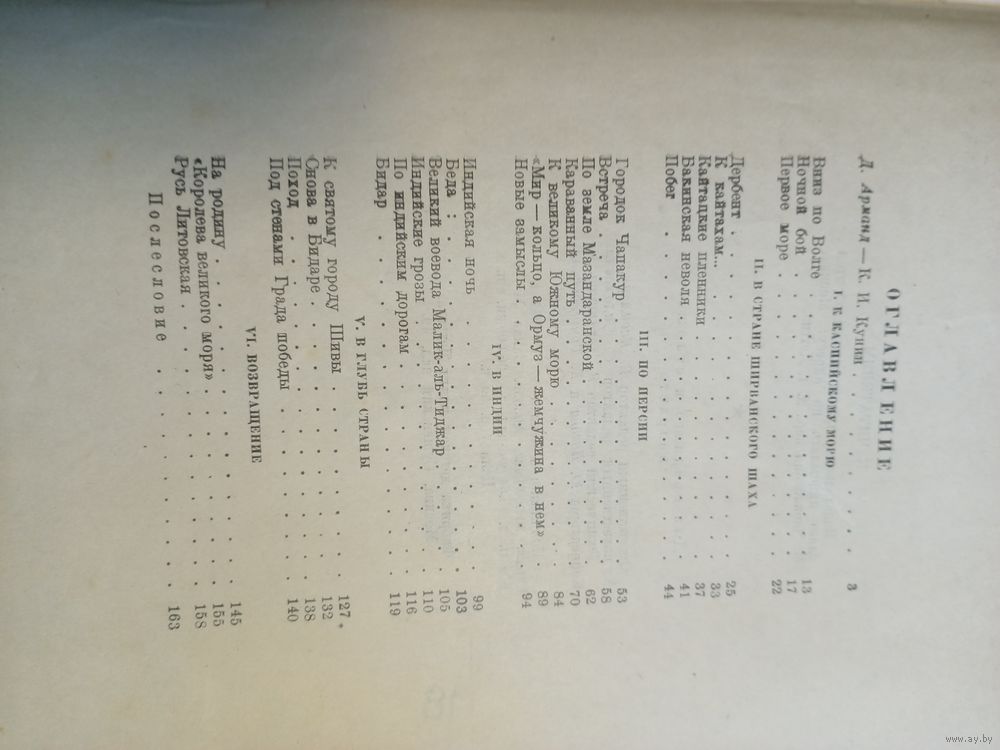 ОГЛАВЛЕНИЕ
Д. Арманд — К. И. Кунин . . . . . . . . 3
I. К КАСПИЙСКОМУ МОРЮ
Вниз по Волге . . . . . . . . 13
Ночной бой . . . . . . . . 17
Первое море . . . . . . . . 22
II. В СТРАНЕ ШИРВАНСКОГО ШАХА
Дербент . . . . . . . . 25
К кайтахам... . . . . . . . . 33
Кайтацкие пленники . . . . . . . . 37
Бакинская неволя . . . . . . . . 41
Побег . . . . . . . . 44
III. ПО ПЕРСИИ
Городок Чапакур . . . . . . . . 53
Встреча . . . . . . . . 58
По земле Мазандаранской . . . . . . . . 62
Караванный путь . . . . . . . . 70
К великому Южному морю . . . . . . . . 84
«Мир — кольцо, а Ормуз — жемчужина в нем» 89
Новые замыслы . . . . . . . . 94
IV. В ИНДИИ
Индийская ночь . . . . . . . . 99
Беда . . . . . . . . 103
Великий воевода Малик-аль-Тиджар . . . . . . . . 105
Индийские грозы . . . . . . . . 110
По индийским дорогам . . . . . . . . 116
Бидар . . . . . . . . 119
V. В ГЛУБЬ СТРАНЫ
К святому городу Шивы . . . . . . . . 127
Снова в Бидаре . . . . . . . . 132
Поход . . . . . . . . 138
Под стенами Града победы . . . . . . . . 140
VI. ВОЗВРАЩЕНИЕ
На родину . . . . . . . . 145
«Королева великого моря» . . . . . . . . 155
Русь Литовская . . . . . . . . 158
Послесловие . . . . . . . . 163
www.ay.by